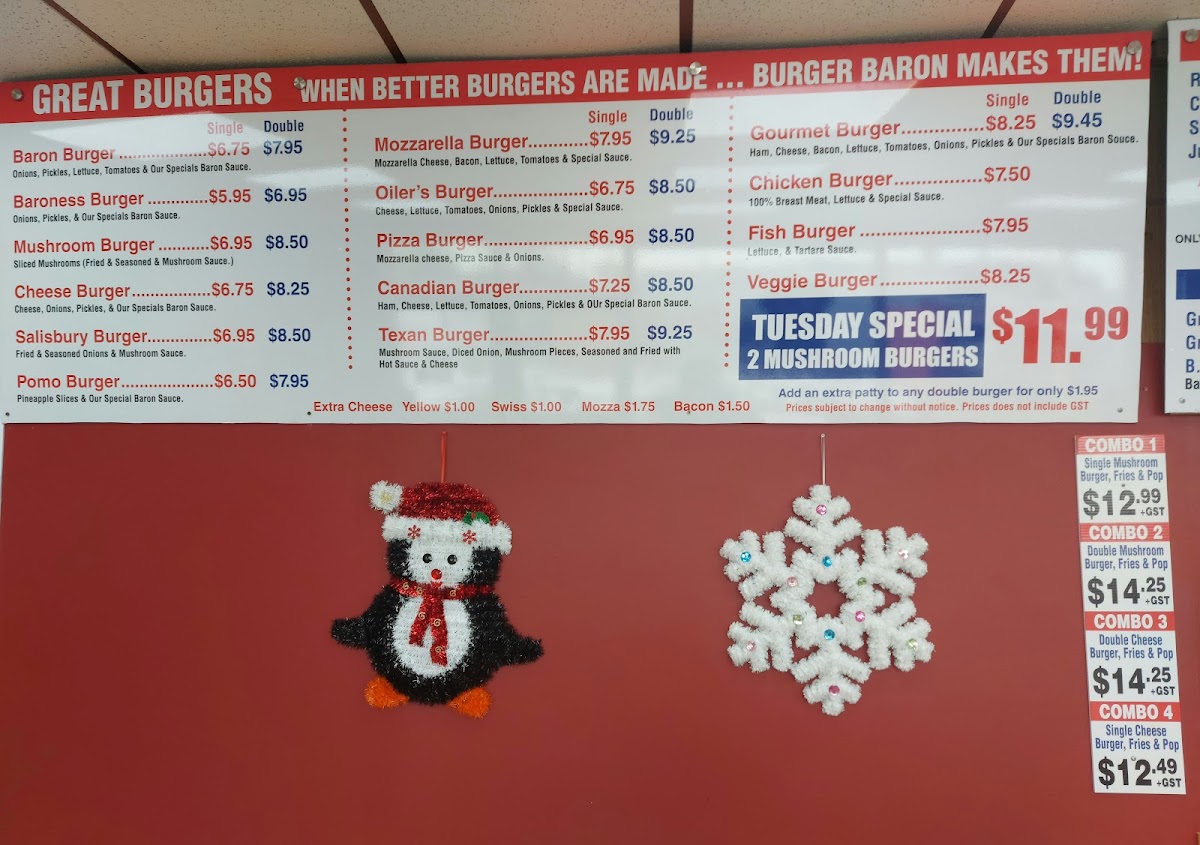 GREAT BURGERS WHEN BETTER BURGERS ARE MADE ... BURGER BARON MAKES THEM!
Single Double
Baron Burger ..................$6.75 $7.95
Onions, Pickles, Lettuce, Tomatoes & Our Specials Baron Sauce.
Baroness Burger ...........$5.95 $6.95
Onions, Pickles, & Our Specials Baron Sauce.
Mushroom Burger ...........$6.95 $8.50
Sliced Mushrooms (Fried & Seasoned & Mushroom Sauce.)
Cheese Burger.................$6.75 $8.25
Cheese, Onions, Pickles, & Our Specials Baron Sauce.
Salisbury Burger..............$6.95 $8.50
Fried & Seasoned Onions & Mushroom Sauce.
Pomo Burger....................$6.50 $7.95
Pineapple Slices & Our Special Baron Sauce.
Single Double
Mozzarella Burger.............$7.95 $9.25
Mozzarella Cheese, Bacon, Lettuce, Tomatoes & Special Sauce.
Oiler's Burger....................$6.75 $8.50
Cheese, Lettuce, Tomatoes, Onions, Pickles & Special Sauce.
Pizza Burger......................$6.95 $8.50
Mozzarella cheese, Pizza Sauce & Onions.
Canadian Burger...............$7.25 $8.50
Ham, Cheese, Lettuce, Tomatoes, Onions, Pickles & OUr Special Baron Sauce.
Texan Burger.....................$7.95 $9.25
Mushroom Sauce, Diced Onion, Mushroom Pieces, Seasoned and Fried with
Hot Sauce & Cheese
Single Double
Gourmet Burger................$8.25 $9.45
Ham, Cheese, Bacon, Lettuce, Tomatoes, Onions, Pickles & Our Specials Baron Souce.
Chicken Burger.................$7.50
100% Breast Meat, Lettuce & Special Sauce.
Fish Burger .......................$7.95
Lettuce, & Tartare Sauce.
Veggie Burger ...................$8.25
TUESDAY SPECIAL
2 MUSHROOM BURGERS
$11.99
Add an extra patty to any double burger for only $1.95
Extra Cheese Yellow $1.00 Swiss $1.00 Mozza $1.75 Bacon $1.50
Prices subject to change without notice. Prices does not include GST
COMBO 1
Single Mushroom
Burger, Fries & Pop
$12.99 +GST
COMBO 2
Double Mushroom
Burger, Fries & Pop
$14.25 +GST
COMBO 3
Double Cheese
Burger, Fries & Pop
$14.25 +GST
COMBO 4
Single Cheese
Burger, Fries & Pop
$12.49 +GST